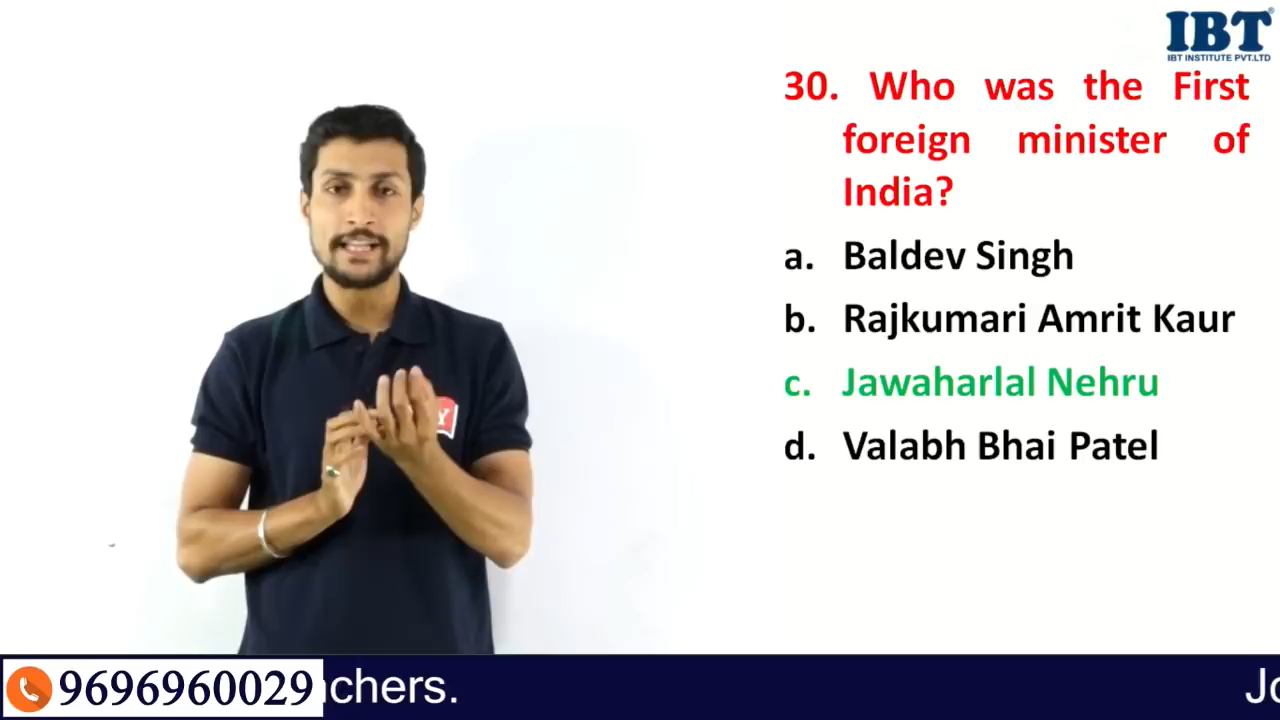 IBT
IBT INSTITUTE PVT.LTD
30. Who was the First
foreign minister of
India?
a. Baldev Singh
b. Rajkumari Amrit Kaur
c. Jawaharlal Nehru
d. Valabh Bhai Patel
Y
9696960029
chers.
Jo